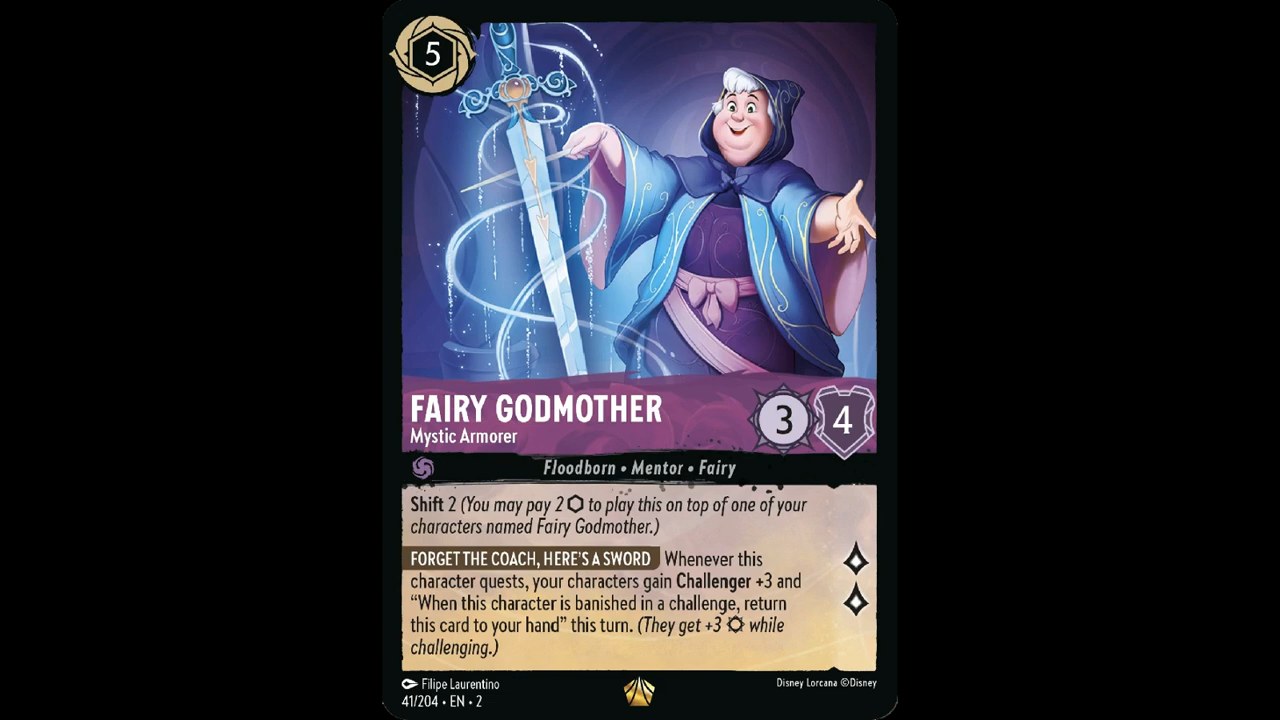 5
FAIRY GODMOTHER
Mystic Armorer
3
4
Floodborn • Mentor • Fairy
Shift 2 (You may pay 2 to play this on top of one of your
characters named Fairy Godmother.)
FORGET THE COACH, HERE'S A SWORD Whenever this
character quests, your characters gain Challenger +3 and
“When this character is banished in a challenge, return
this card to your hand” this turn. (They get +3 while
challenging.)
Filipe Laurentino
41/204 • EN • 2
Disney Lorcana ©Disney